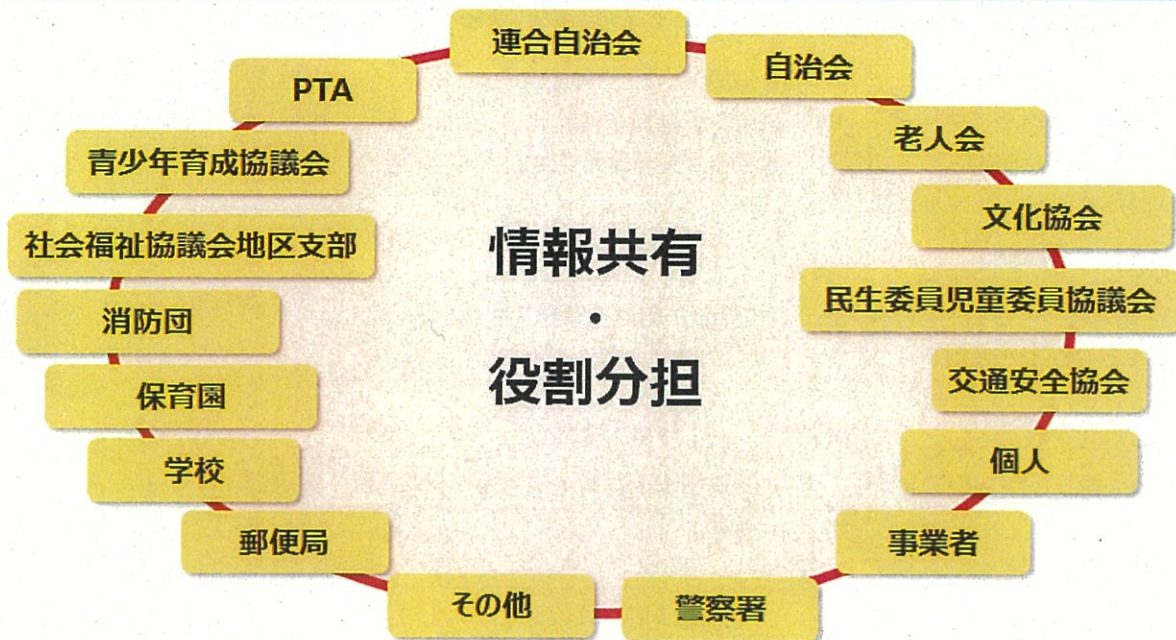 連合自治会
自治会
PTA
老人会
青少年育成協議会
文化協会
社会福祉協議会地区支部
情報共有
・
役割分担
民生委員児童委員協議会
消防団
交通安全協会
保育園
個人
学校
郵便局
事業者
その他
警察署